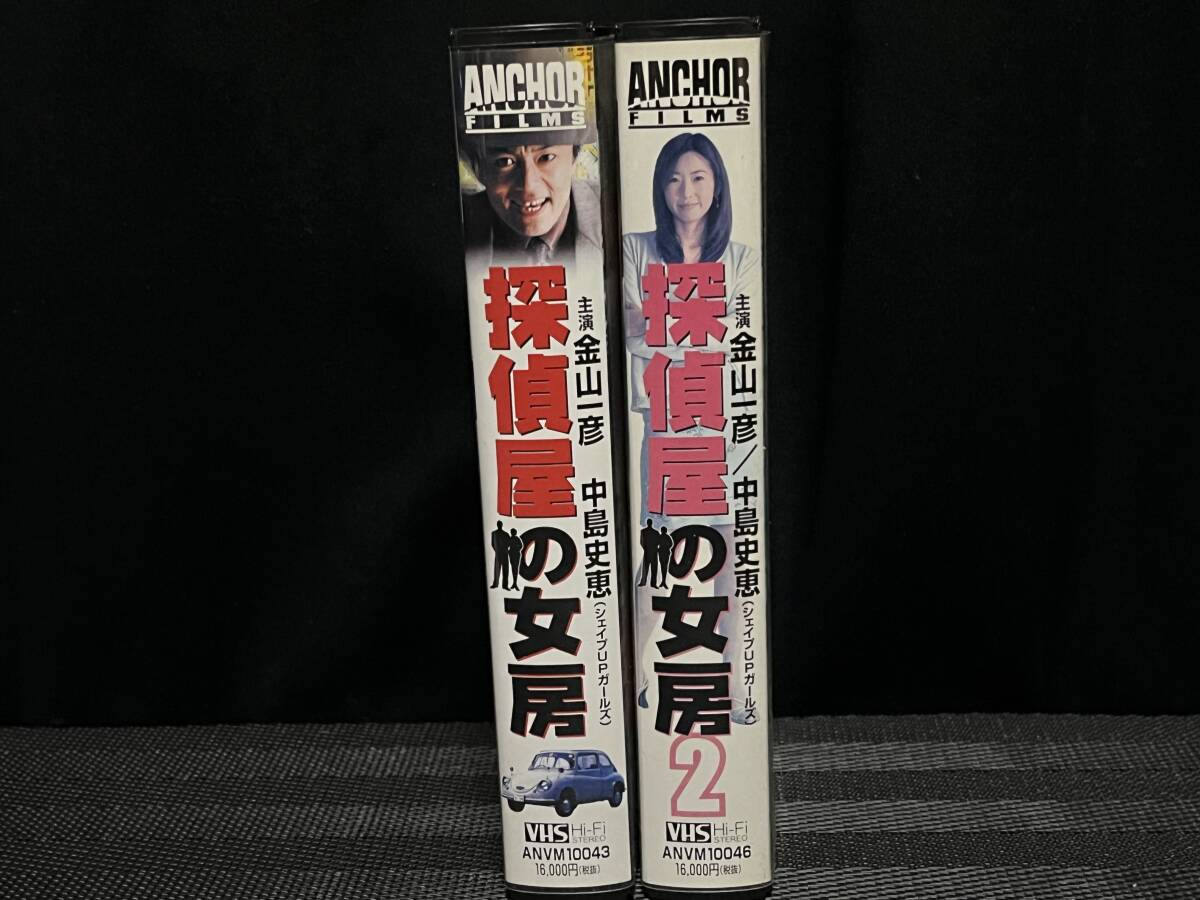 ANCHOR
FILMS
探偵屋の女房
主演 金山一彦 中島史恵(シェイプUPガールズ)
VHS Hi-Fi
STEREO
ANVM10043
16,000円(税抜)
ANCHOR
FILMS
探偵屋の女房
2
主演 金山一彦/中島史恵(シェイプUPガールズ)
VHS Hi-Fi
STEREO
ANVM10046
16,000円(税抜)